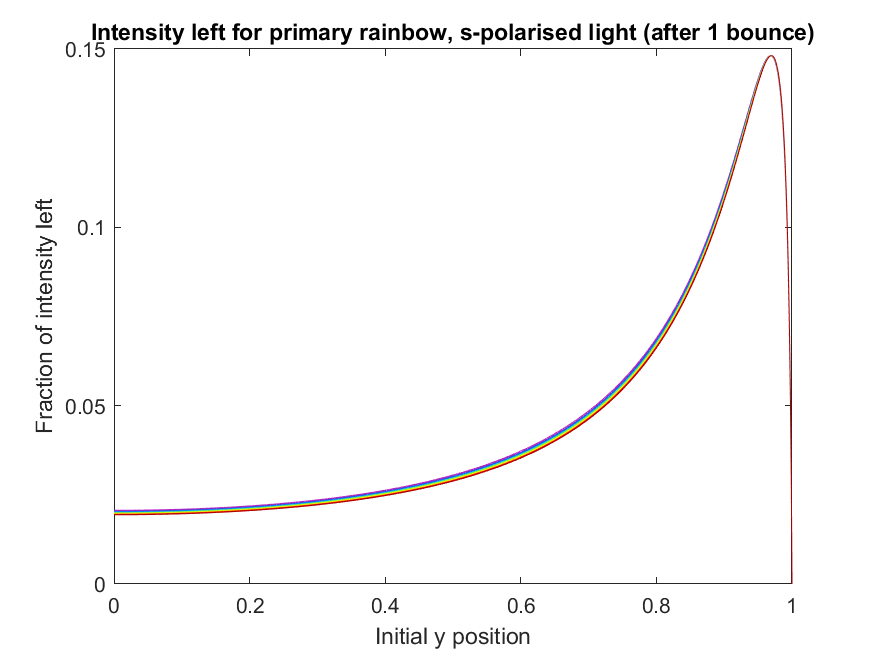 Intensity left for primary rainbow, s-polarised light (after 1 bounce)
0.15
0.1
0.05
0
Fraction of intensity left
0 0.2 0.4 0.6 0.8 1
Initial y position